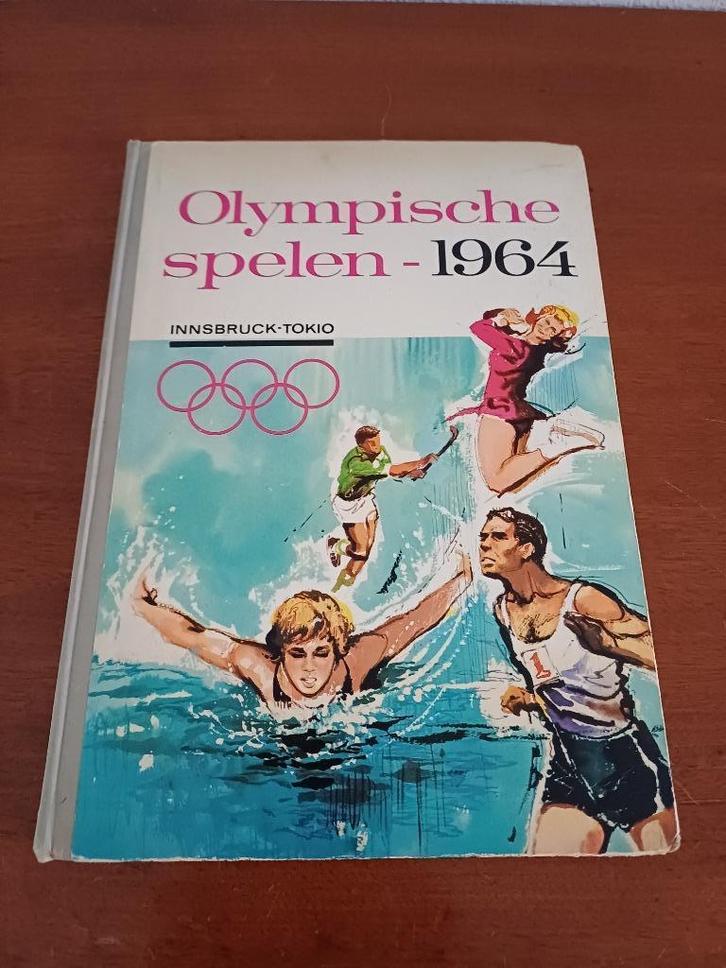 Olympische
spelen - 1964
INNSBRUCK-TOKIO
1